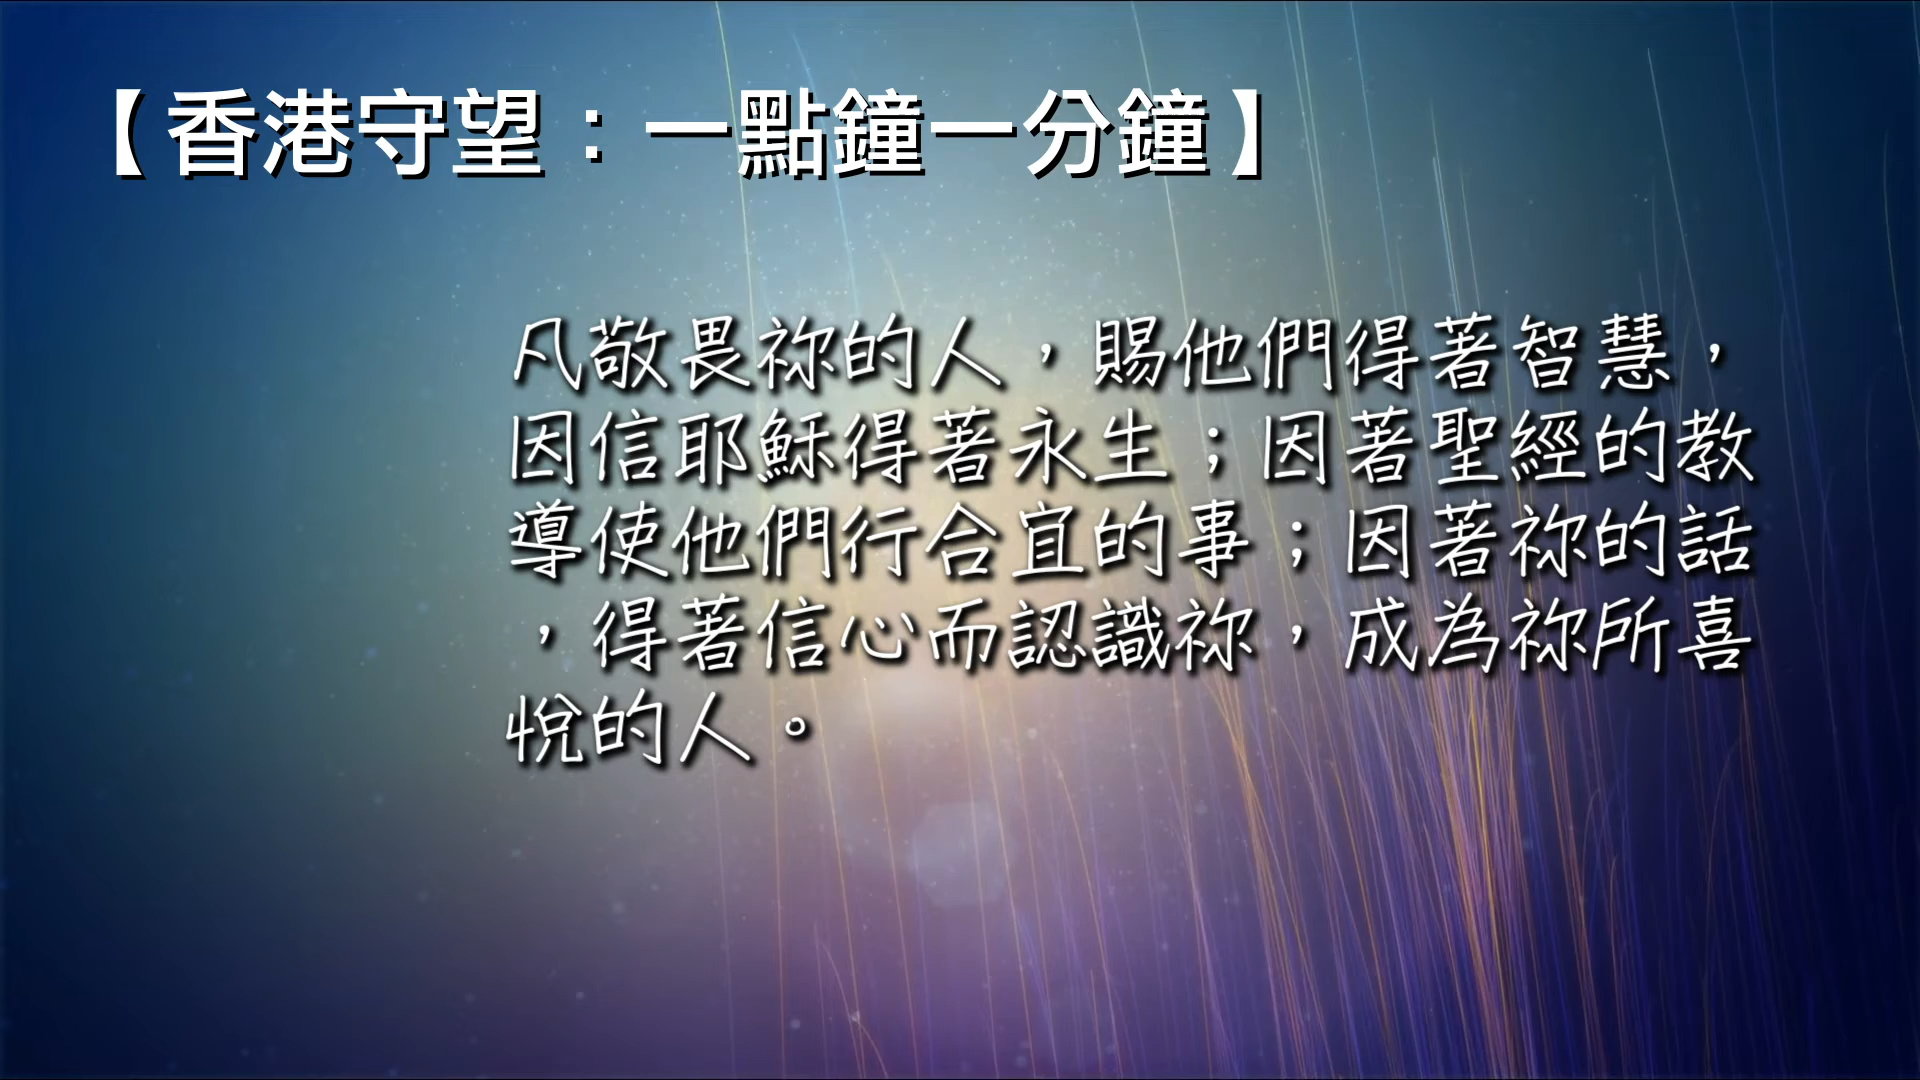 【香港守望：一點鐘一分鐘】
凡敬畏祢的人，賜他們得著智慧，
因信耶穌得著永生；因著聖經的教
導使他們行合宜的事；因著祢的話
，得著信心而認識祢，成為祢所喜
悅的人。